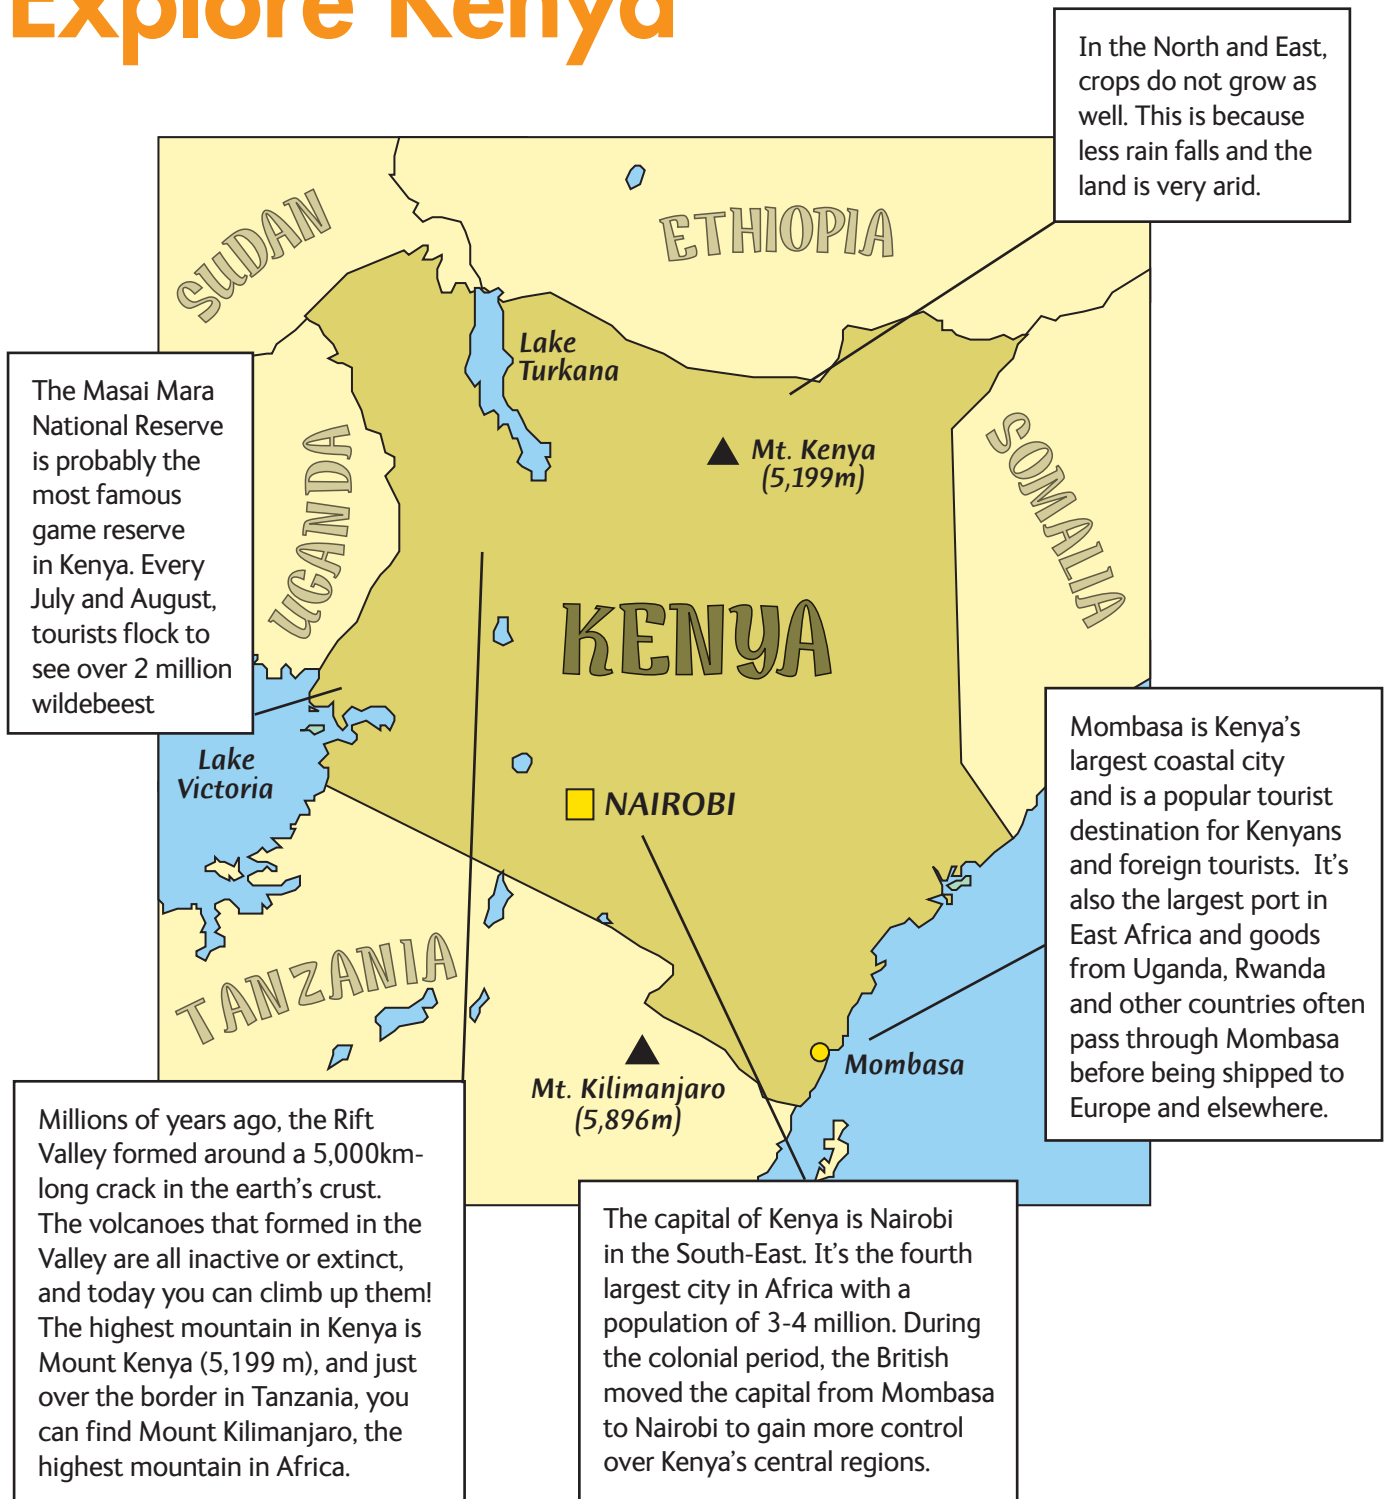 Explore Kenya
In the North and East,
crops do not grow as
well. This is because
less rain falls and the
land is very arid.
SUDAN
ETHIOPIA
Lake
Turkana
The Masai Mara
National Reserve
is probably the
most famous
game reserve
in Kenya. Every
July and August,
tourists flock to
see over 2 million
wildebeest
UGANDA
Mt. Kenya
(5,199m)
SOMALIA
KENYA
Lake
Victoria
NAIROBI
Mombasa is Kenya's
largest coastal city
and is a popular tourist
destination for Kenyans
and foreign tourists.  It's
also the largest port in
East Africa and goods
from Uganda, Rwanda
and other countries often
pass through Mombasa
before being shipped to
Europe and elsewhere.
TANZANIA
Mombasa
Mt. Kilimanjaro
(5,896m)
Millions of years ago, the Rift
Valley formed around a 5,000km-
long crack in the earth's crust.
The volcanoes that formed in the
Valley are all inactive or extinct,
and today you can climb up them!
The highest mountain in Kenya is
Mount Kenya (5,199 m), and just
over the border in Tanzania, you
can find Mount Kilimanjaro, the
highest mountain in Africa.
The capital of Kenya is Nairobi
in the South-East. It's the fourth
largest city in Africa with a
population of 3-4 million. During
the colonial period, the British
moved the capital from Mombasa
to Nairobi to gain more control
over Kenya's central regions.